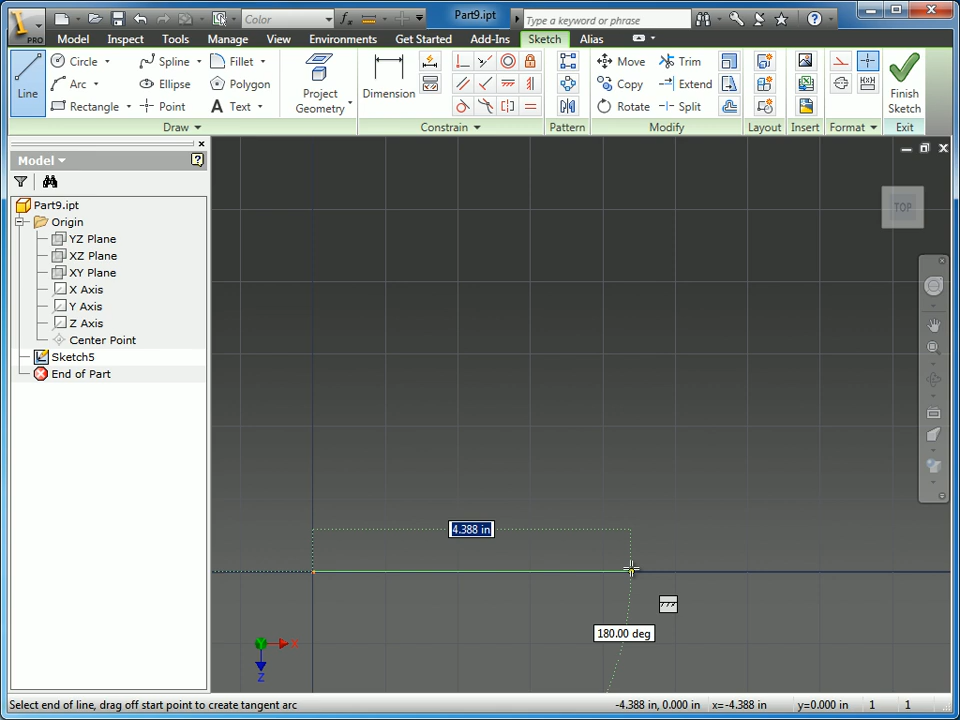 PRO
Color
Part9.ipt
Type a keyword or phrase
Model Inspect Tools Manage View Environments Get Started Add-Ins Sketch Alias
Line
Circle
Arc
Rectangle
Spline
Ellipse
Point
Fillet
Polygon
Text
Project Geometry
Dimension
Move
Copy
Rotate
Trim
Extend
Split
Finish Sketch
Draw
Constrain
Pattern
Modify
Layout
Insert
Format
Exit
Model
Part9.ipt
Origin
YZ Plane
XZ Plane
XY Plane
X Axis
Y Axis
Z Axis
Center Point
Sketch5
End of Part
TOP
4.388 in
180.00 deg
X
Z
Select end of line, drag off start point to create tangent arc
-4.388 in, 0.000 in
x=-4.388 in
y=0.000 in
1
1